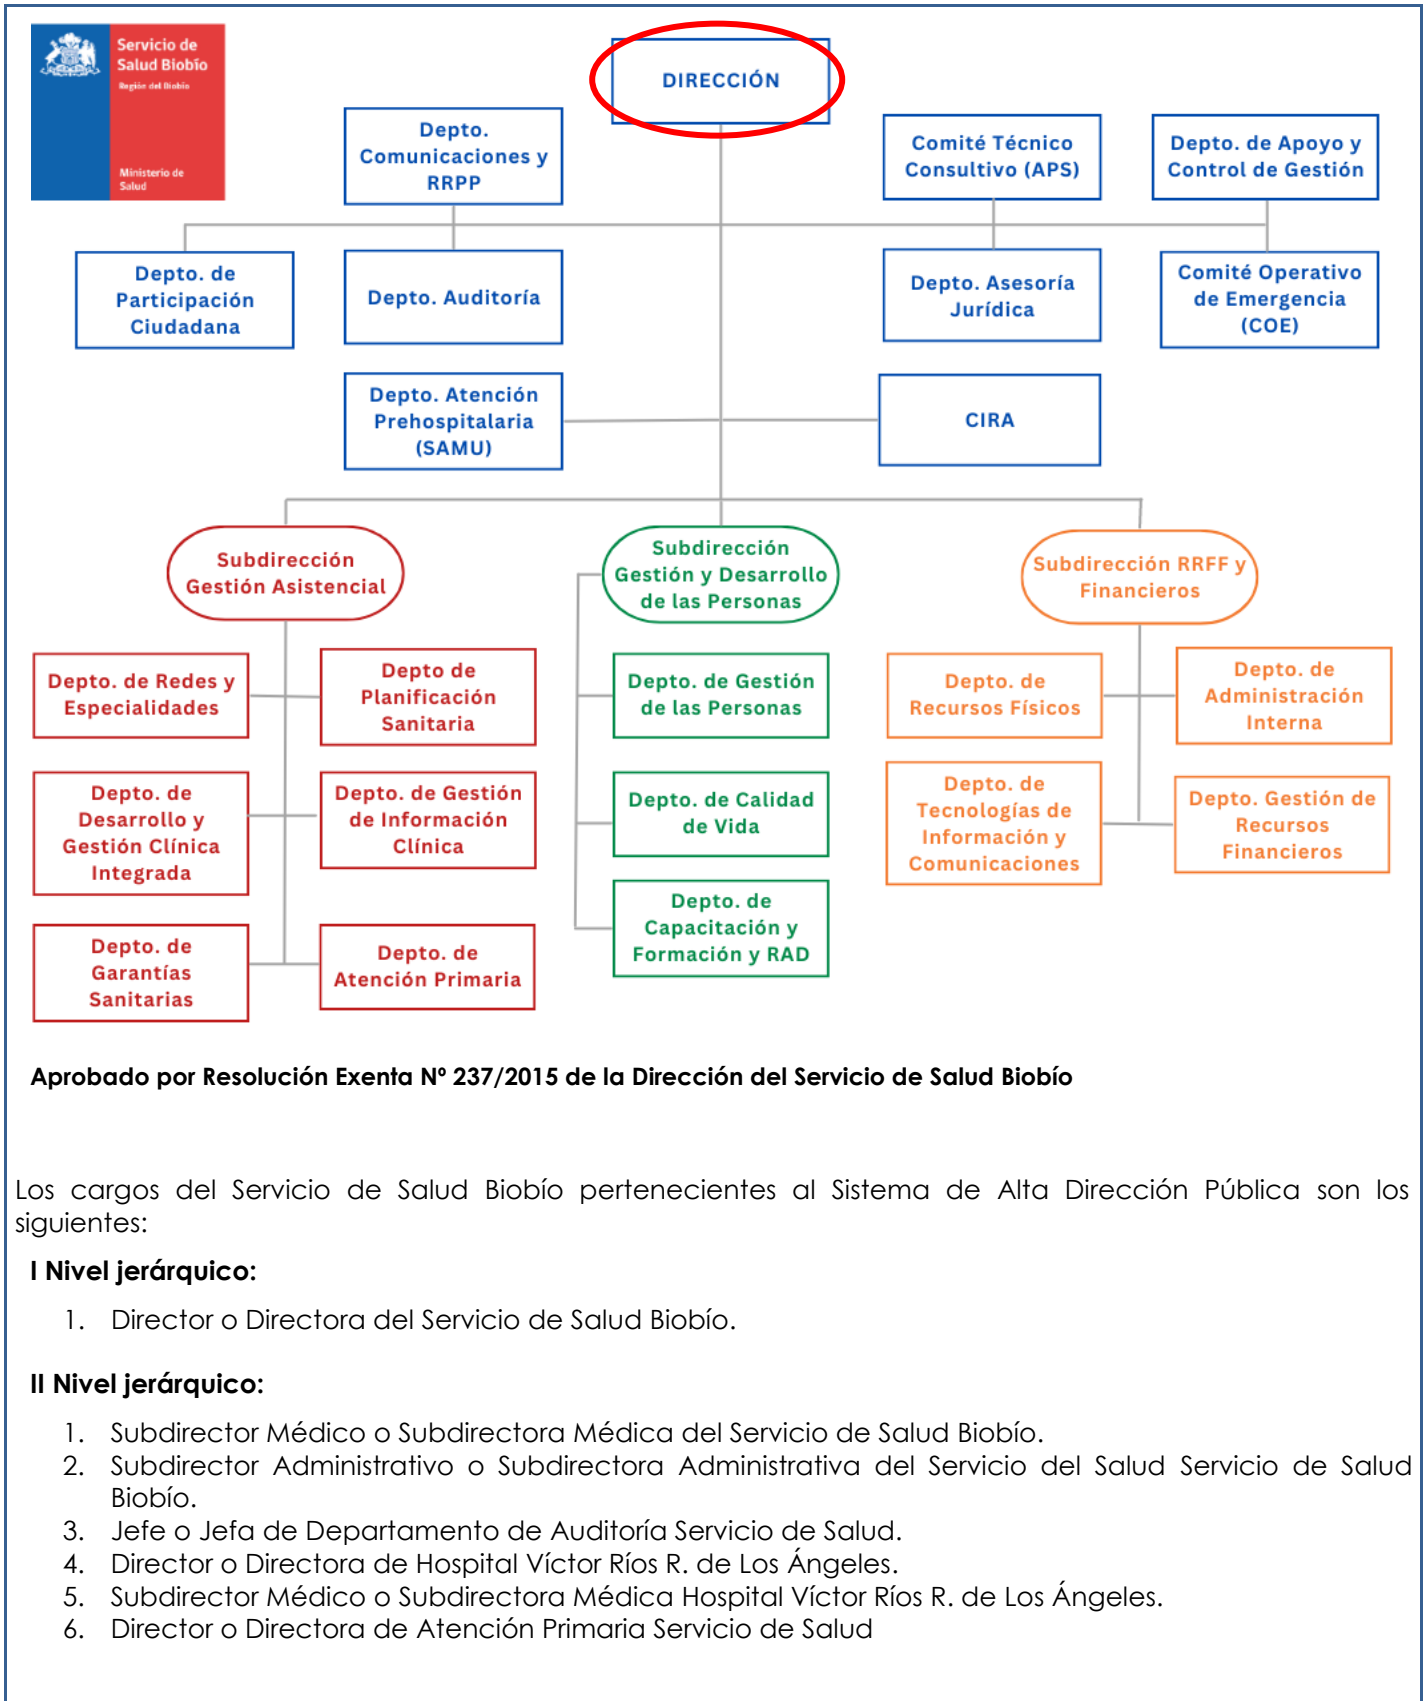 Servicio de
Salud Biobío
Región del Biobío
Ministerio de
Salud
DIRECCIÓN
Depto.
Comunicaciones y
RRPP
Comité Técnico
Consultivo (APS)
Depto. de Apoyo y
Control de Gestión
Depto. de
Participación
Ciudadana
Depto. Auditoría
Depto. Asesoría
Jurídica
Comité Operativo
de Emergencia
(COE)
Depto. Atención
Prehospitalaria
(SAMU)
CIRA
Subdirección
Gestión Asistencial
Subdirección
Gestión y Desarrollo
de las Personas
Subdirección RRFF y
Financieros
Depto. de Redes y
Especialidades
Depto de
Planificación
Sanitaria
Depto. de Gestión
de las Personas
Depto. de
Recursos Físicos
Depto. de
Administración
Interna
Depto. de
Desarrollo y
Gestión Clínica
Integrada
Depto. de Gestión
de Información
Clínica
Depto. de Calidad
de Vida
Depto. de
Tecnologías de
Información y
Comunicaciones
Depto. Gestión de
Recursos
Financieros
Depto. de
Garantías
Sanitarias
Depto. de
Atención Primaria
Depto. de
Capacitación y
Formación y RAD
Aprobado por Resolución Exenta Nº 237/2015 de la Dirección del Servicio de Salud Biobío
Los cargos del Servicio de Salud Biobío pertenecientes al Sistema de Alta Dirección Pública son los
siguientes:
I Nivel jerárquico:
1. Director o Directora del Servicio de Salud Biobío.
II Nivel jerárquico:
1. Subdirector Médico o Subdirectora Médica del Servicio de Salud Biobío.
2. Subdirector Administrativo o Subdirectora Administrativa del Servicio del Salud Servicio de Salud
Biobío.
3. Jefe o Jefa de Departamento de Auditoría Servicio de Salud.
4. Director o Directora de Hospital Víctor Ríos R. de Los Ángeles.
5. Subdirector Médico o Subdirectora Médica Hospital Víctor Ríos R. de Los Ángeles.
6. Director o Directora de Atención Primaria Servicio de Salud